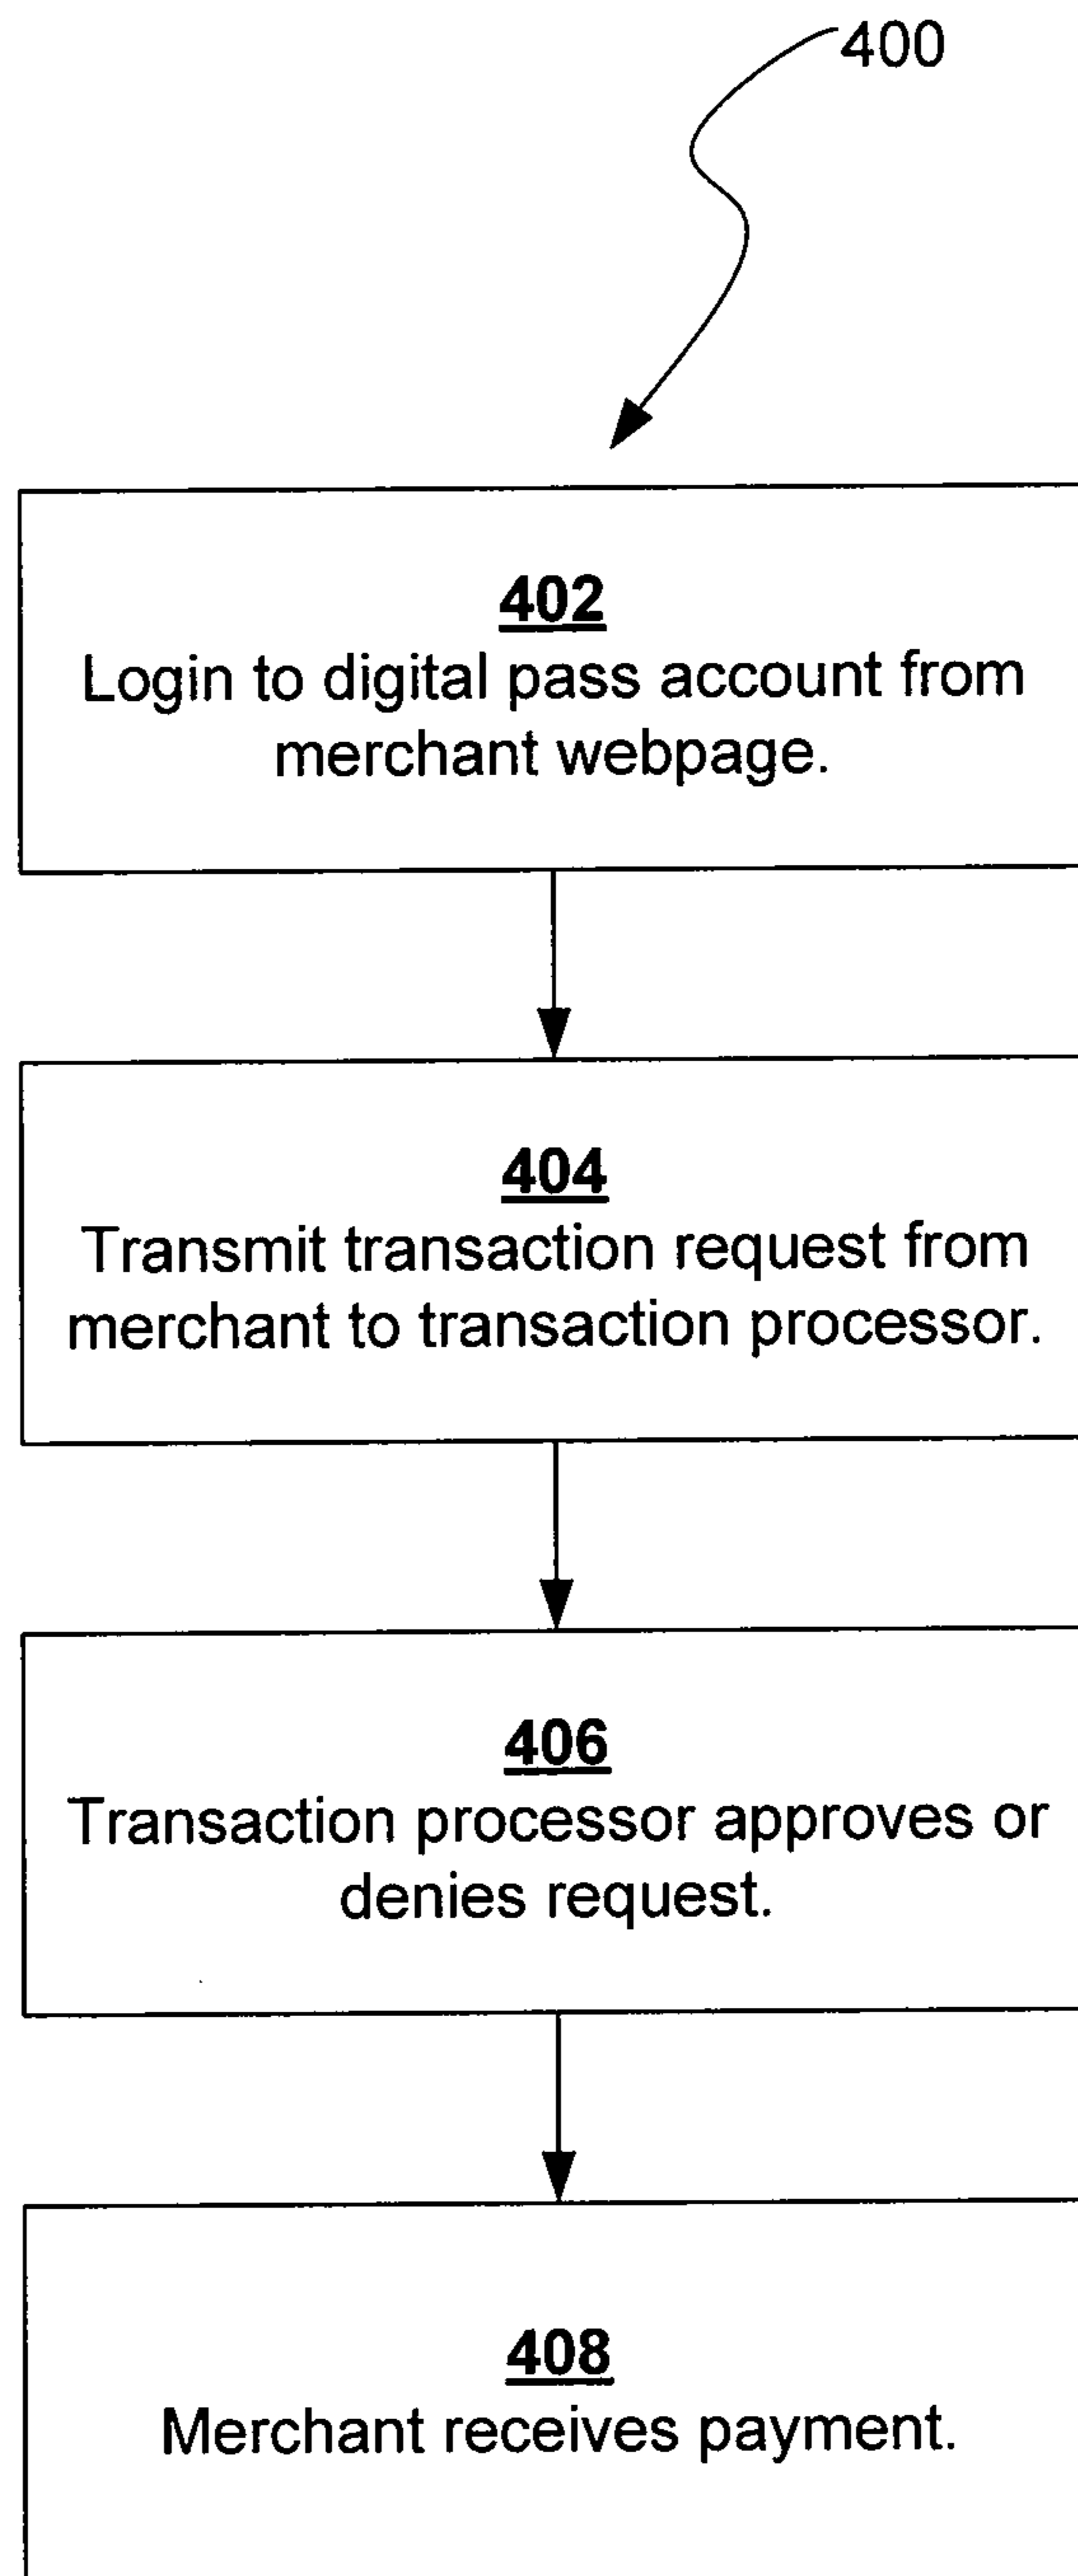 400
402
Login to digital pass account from
merchant webpage.
404
Transmit transaction request from
merchant to transaction processor.
406
Transaction processor approves or
denies request.
408
Merchant receives payment.